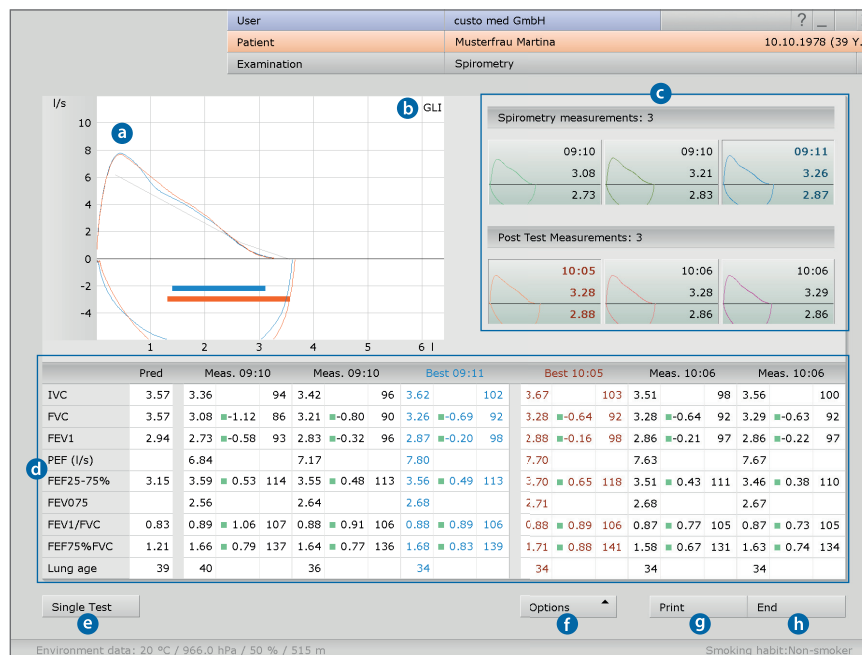 User custo med GmbH ? _
Patient Musterfrau Martina 10.10.1978 (39 Y.
Examination Spirometry
l/s
a
b GLI
10
8
6
4
2
0
-2
-4
1 2 3 4 5 6 l
c
Spirometry measurements: 3
09:10 09:10 09:11
3.08 3.21 3.26
2.73 2.83 2.87
Post Test Measurements: 3
10:05 10:06 10:06
3.28 3.28 3.29
2.88 2.86 2.86
d
Pred Meas. 09:10 Meas. 09:10 Best 09:11 Best 10:05 Meas. 10:06 Meas. 10:06
IVC 3.57 3.36 94 3.42 96 3.62 102 3.67 103 3.51 98 3.56 100
FVC 3.57 3.08 -1.12 86 3.21 -0.80 90 3.26 -0.69 92 3.28 -0.64 92 3.28 -0.64 92 3.29 -0.63 92
FEV1 2.94 2.73 -0.58 93 2.83 -0.32 96 2.87 -0.20 98 2.88 -0.16 98 2.86 -0.21 97 2.86 -0.22 97
PEF (l/s) 6.84 7.17 7.80 7.70 7.63 7.67
FEF25-75% 3.15 3.59 0.53 114 3.55 0.48 113 3.56 0.49 113 3.70 0.65 118 3.51 0.43 111 3.46 0.38 110
FEV075 2.56 2.64 2.68 2.71 2.68 2.67
FEV1/FVC 0.83 0.89 1.06 107 0.88 0.91 106 0.88 0.89 106 0.88 0.89 106 0.87 0.77 105 0.87 0.73 105
FEF75%FVC 1.21 1.66 0.79 137 1.64 0.77 136 1.68 0.83 139 1.71 0.88 141 1.58 0.67 131 1.63 0.74 134
Lung age 39 40 36 34 34 34 34
Single Test Options Print End
e f g h
Environment data: 20 ºC / 966.0 hPa / 50 % / 515 m Smoking habit:Non-smoker